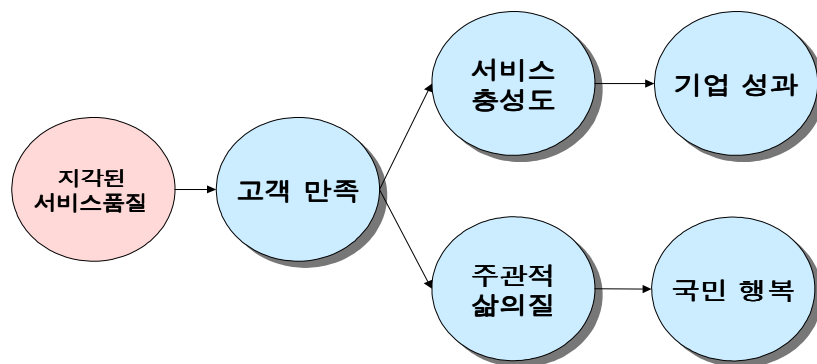 지각된
서비스품질
고객 만족
서비스
충성도
기업 성과
주관적
삶의질
국민 행복